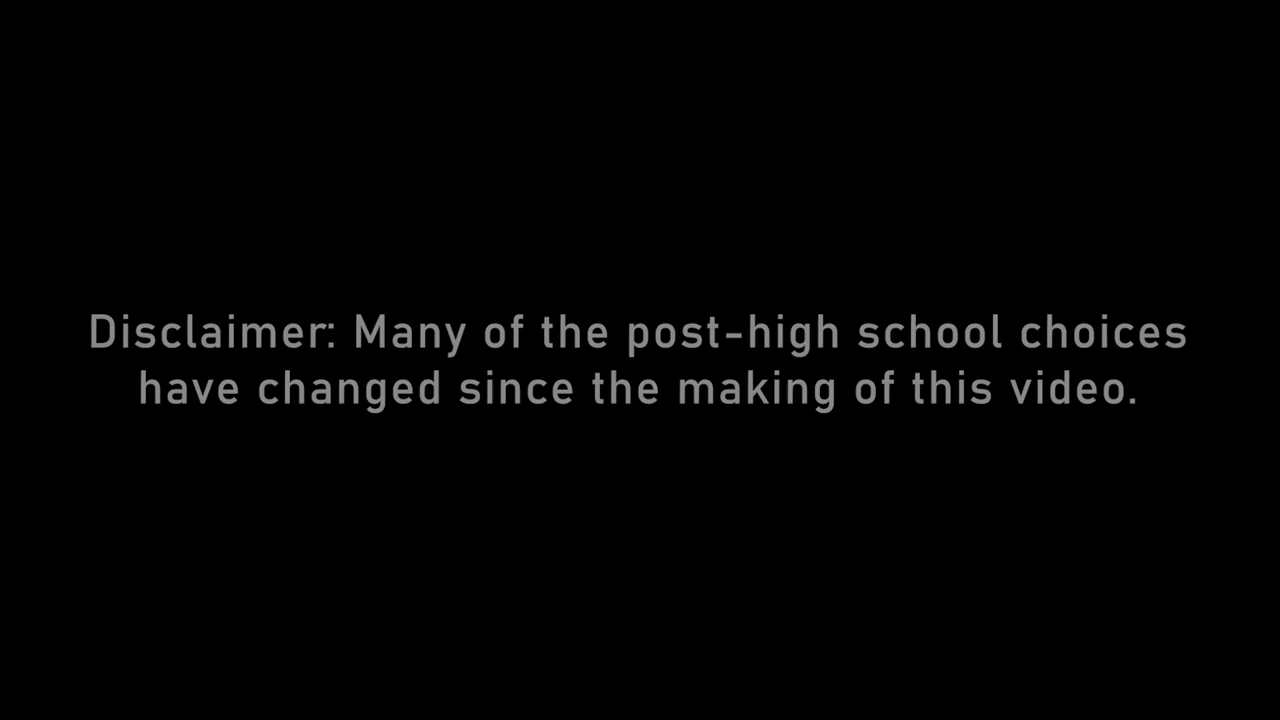 Disclaimer: Many of the post-high school choices
have changed since the making of this video.